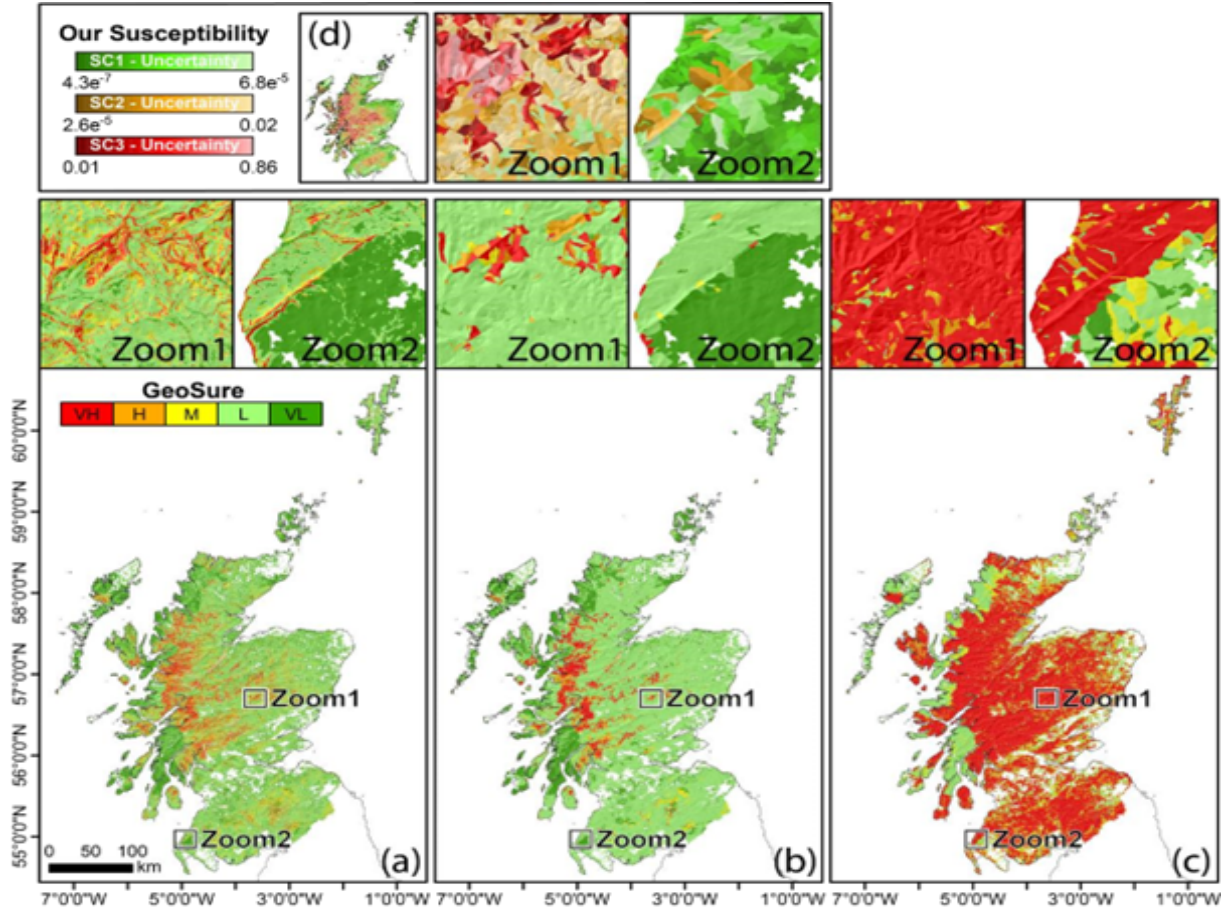 Our Susceptibility
SC1 - Uncertainty
4.3e-7 6.8e-5
SC2 - Uncertainty
2.6e-5 0.02
SC3 - Uncertainty
0.01 0.86
(d)
Zoom1 Zoom2
Zoom1 Zoom2 Zoom1 Zoom2 Zoom1 Zoom2
GeoSure
VH H M L VL
60°0'0"N
59°0'0"N
58°0'0"N
57°0'0"N
56°0'0"N
55°0'0"N
Zoom1 Zoom1 Zoom1
Zoom2 Zoom2 Zoom2
0 50 100
km
(a) (b) (c)
7°0'0"W 5°0'0"W 3°0'0"W 1°0'0"W 7°0'0"W 5°0'0"W 3°0'0"W 1°0'0"W 7°0'0"W 5°0'0"W 3°0'0"W 1°0'0"W